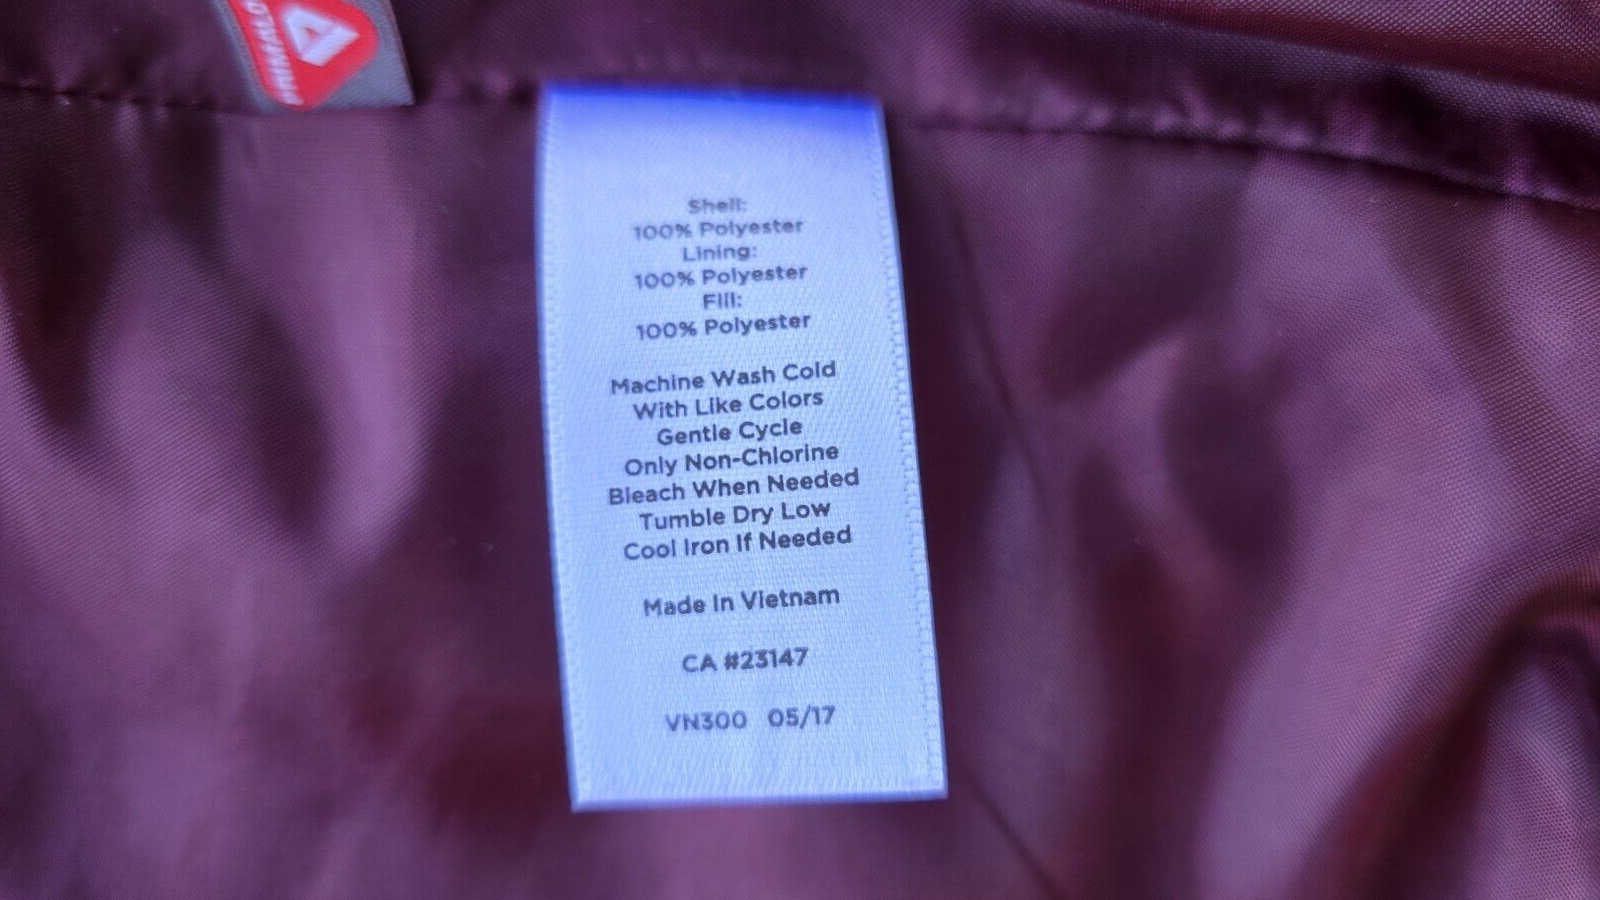 PRIMALO
Shell:
100% Polyester
Lining:
100% Polyester
Fill:
100% Polyester
Machine Wash Cold
With Like Colors
Gentle Cycle
Only Non-Chlorine
Bleach When Needed
Tumble Dry Low
Cool Iron If Needed
Made In Vietnam
CA #23147
VN300 05/17